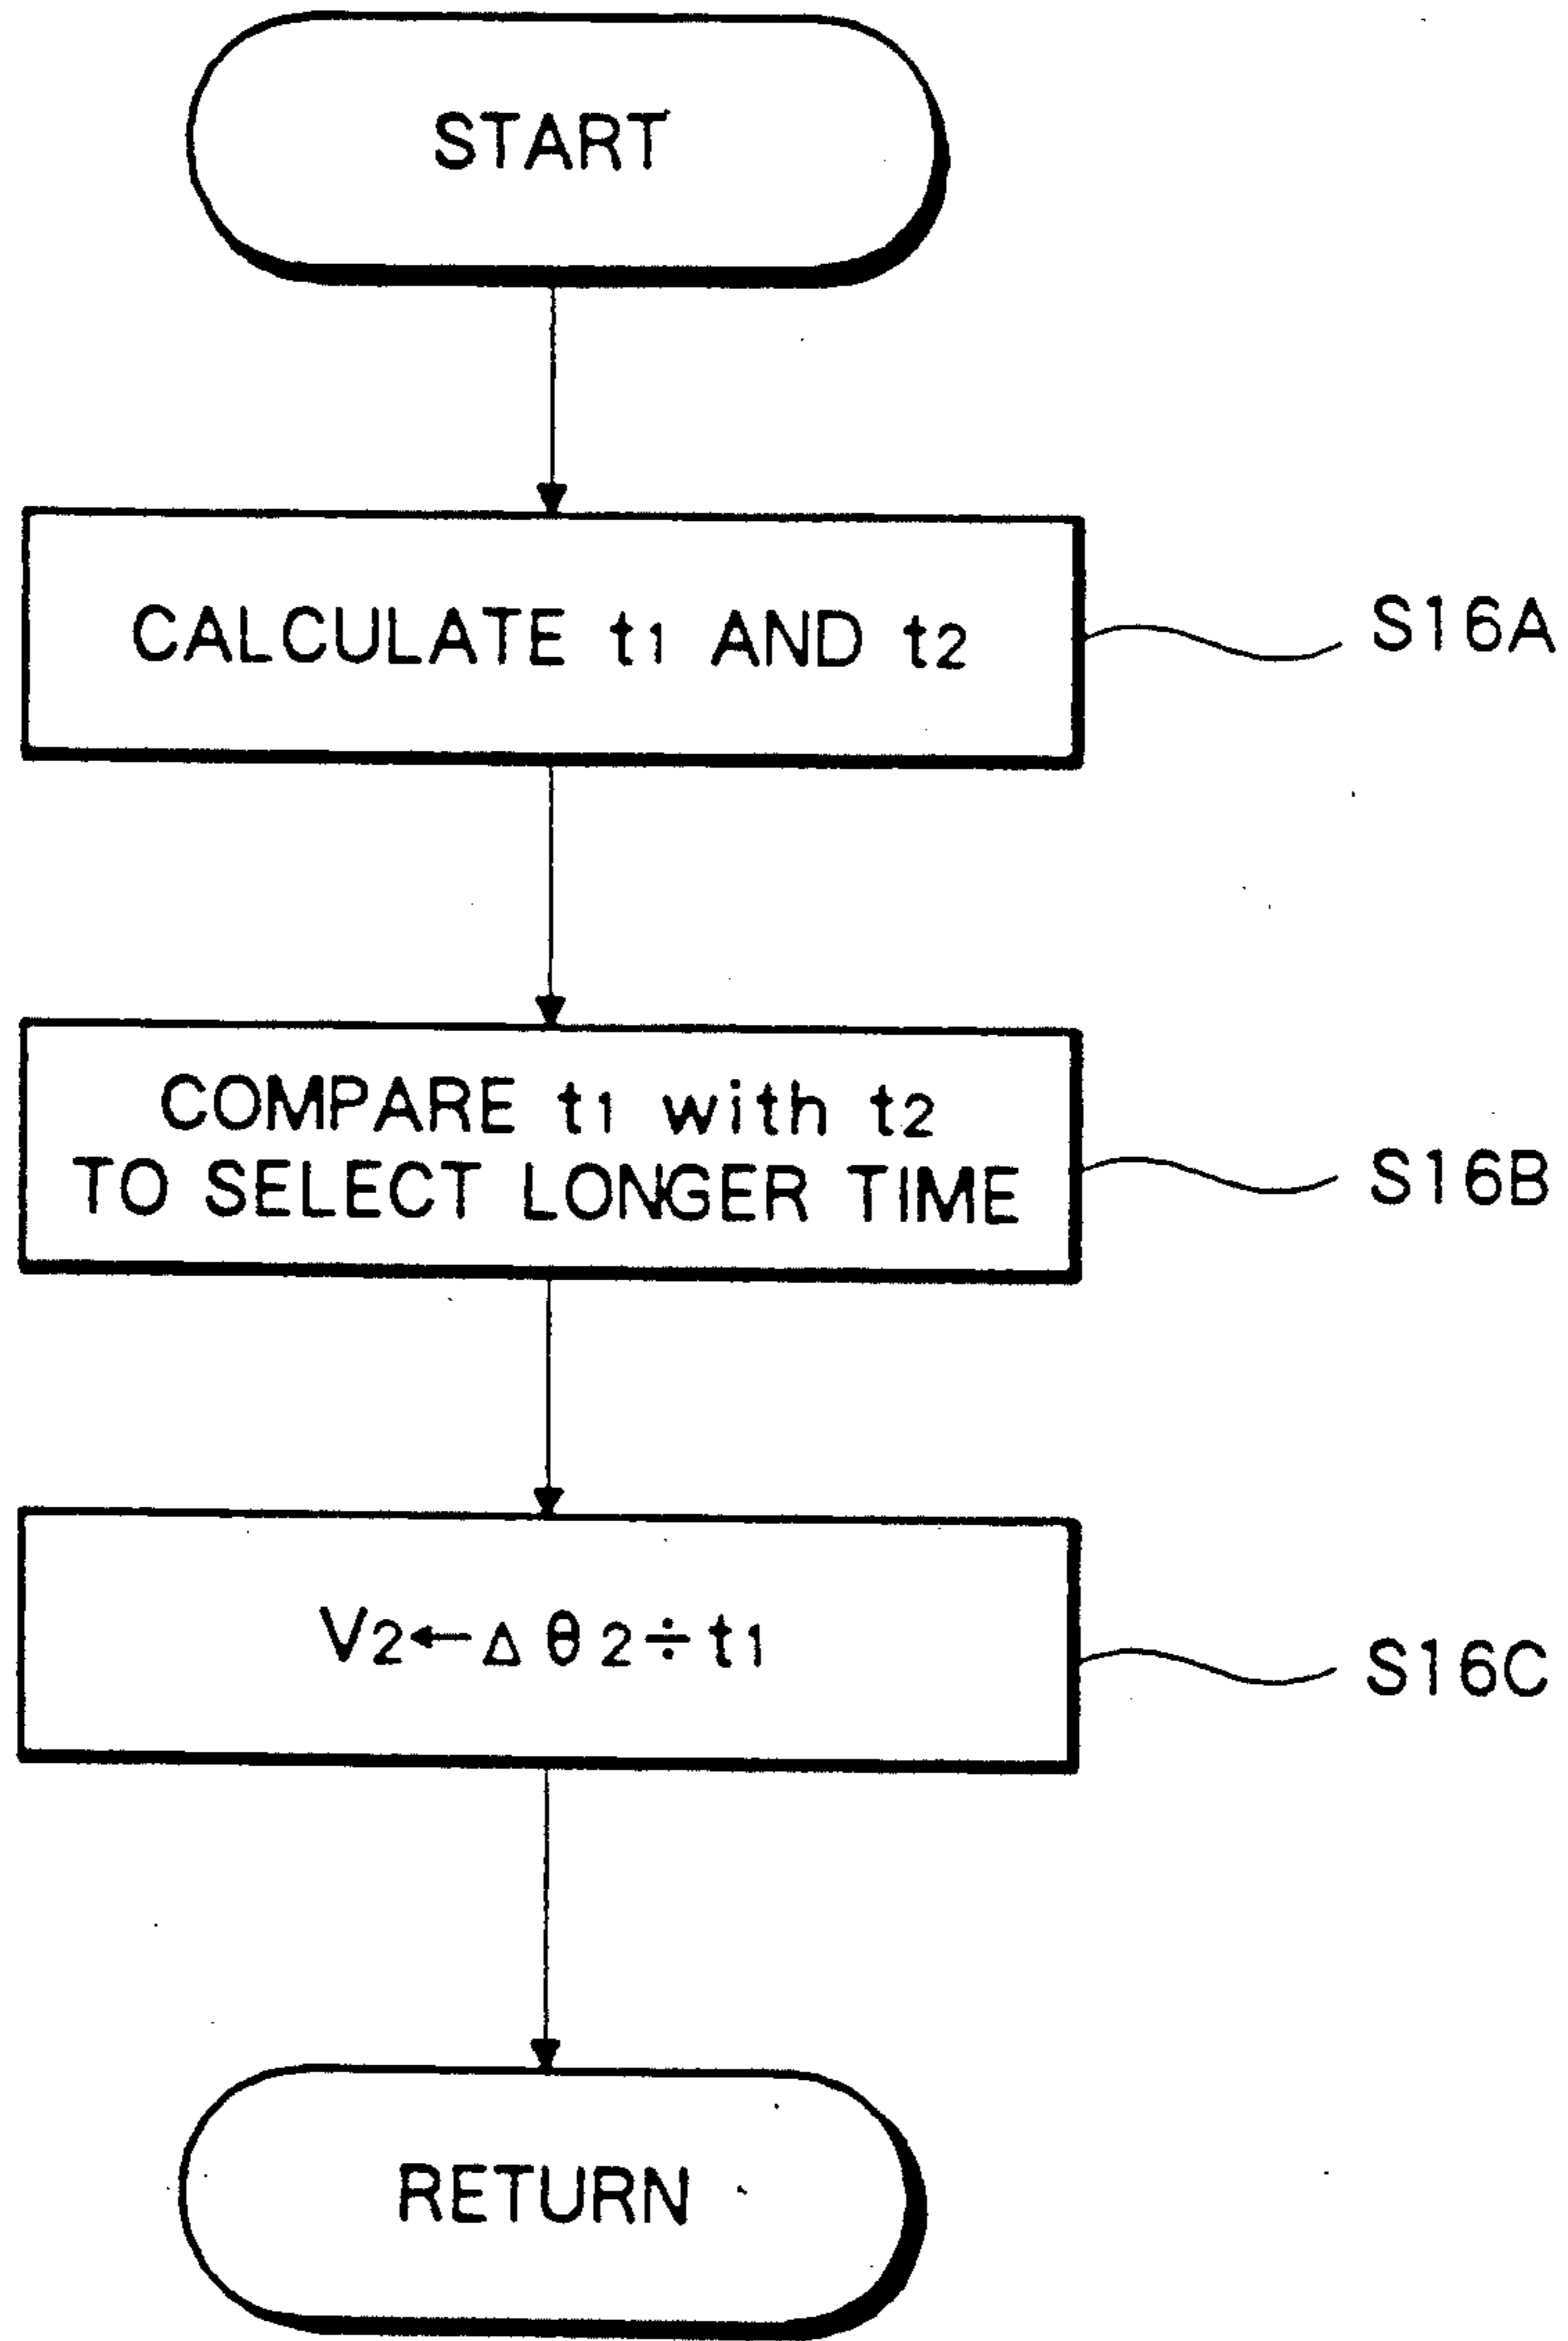 START
CALCULATE t1 AND t2
S16A
COMPARE t1 with t2
TO SELECT LONGER TIME
S16B
V2←Δθ2÷t1
S16C
RETURN